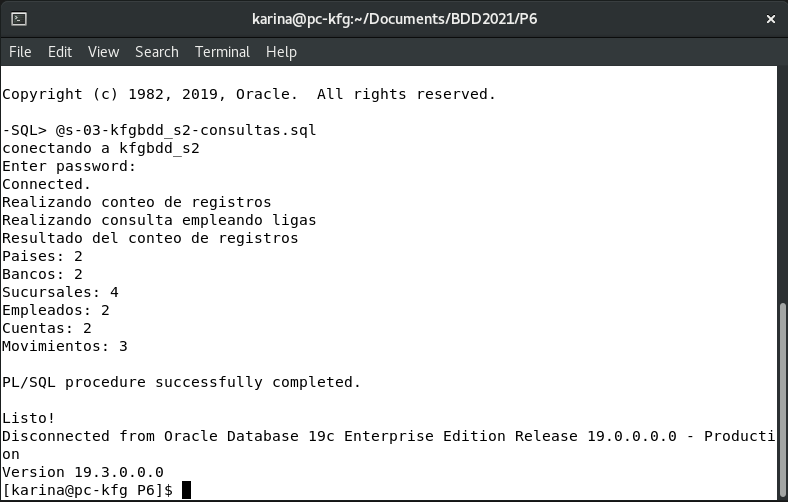 karina@pc-kfg:~/Documents/BDD2021/P6
×
File Edit View Search Terminal Help
Copyright (c) 1982, 2019, Oracle.  All rights reserved.
-SQL> @s-03-kfgbdd_s2-consultas.sql
conectando a kfgbdd_s2
Enter password:
Connected.
Realizando conteo de registros
Realizando consulta empleando ligas
Resultado del conteo de registros
Paises: 2
Bancos: 2
Sucursales: 4
Empleados: 2
Cuentas: 2
Movimientos: 3
PL/SQL procedure successfully completed.
Listo!
Disconnected from Oracle Database 19c Enterprise Edition Release 19.0.0.0.0 - Producti
on
Version 19.3.0.0.0
[karina@pc-kfg P6]$